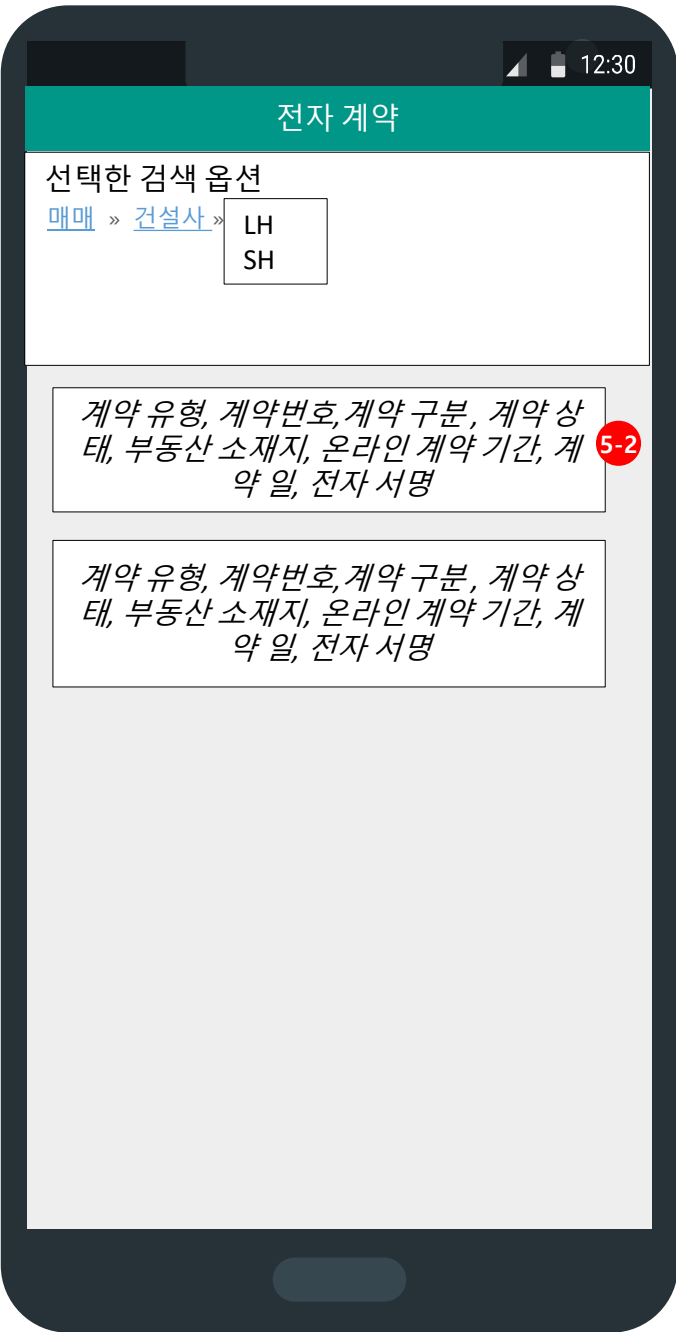 12:30
전자 계약
선택한 검색 옵션
매매 » 건설사 »
LH
SH
계약 유형, 계약번호,계약 구분 , 계약 상
태, 부동산 소재지, 온라인 계약 기간, 계
약 일, 전자 서명
5-2
계약 유형, 계약번호,계약 구분 , 계약 상
태, 부동산 소재지, 온라인 계약 기간, 계
약 일, 전자 서명